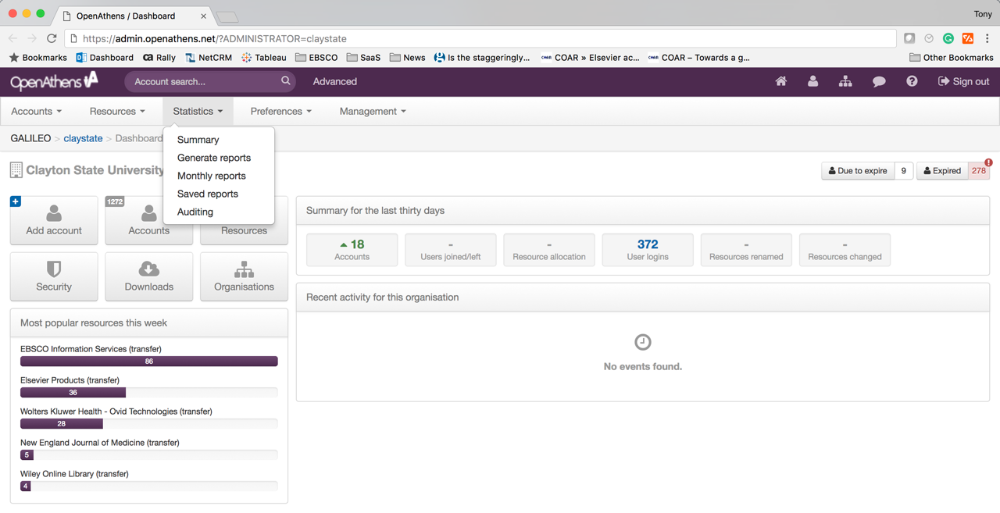 OpenAthens / Dashboard
Tony
https://admin.openathens.net/?ADMINISTRATOR=claystate
Bookmarks Dashboard Rally NetCRM Tableau EBSCO SaaS News Is the staggeringly... COAR » Elsevier ac... COAR – Towards a g... Other Bookmarks
OpenAthens Account search... Advanced Sign out
Accounts Resources Statistics Preferences Management
GALILEO > claystate > Dashboard
Summary
Generate reports
Monthly reports
Saved reports
Auditing
Clayton State University
Due to expire 9 Expired 278
1272
Add account Accounts Resources
Security Downloads Organisations
Most popular resources this week
EBSCO Information Services (transfer)
86
Elsevier Products (transfer)
36
Wolters Kluwer Health - Ovid Technologies (transfer)
28
New England Journal of Medicine (transfer)
5
Wiley Online Library (transfer)
4
Summary for the last thirty days
18 - - 372 - -
Accounts Users joined/left Resource allocation User logins Resources renamed Resources changed
Recent activity for this organisation
No events found.